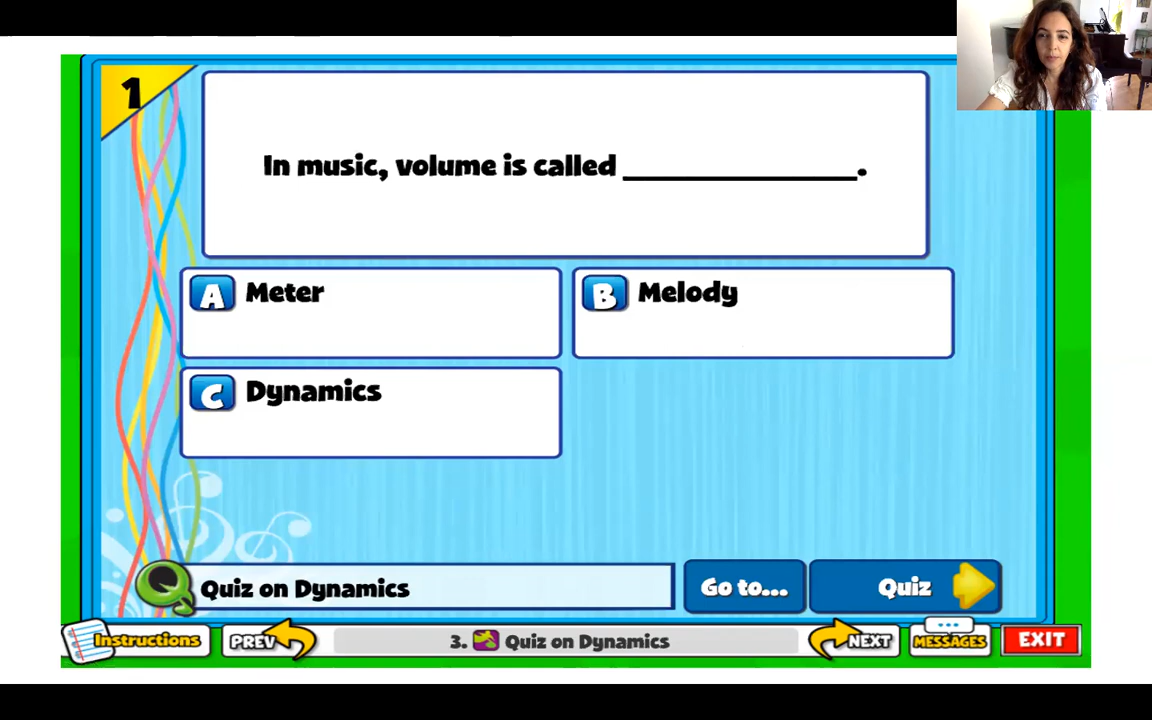 1
In music, volume is called ________________.
A Meter
B Melody
C Dynamics
Quiz on Dynamics
Go to...
Quiz
Instructions
PREV
3. Quiz on Dynamics
NEXT
MESSAGES
EXIT